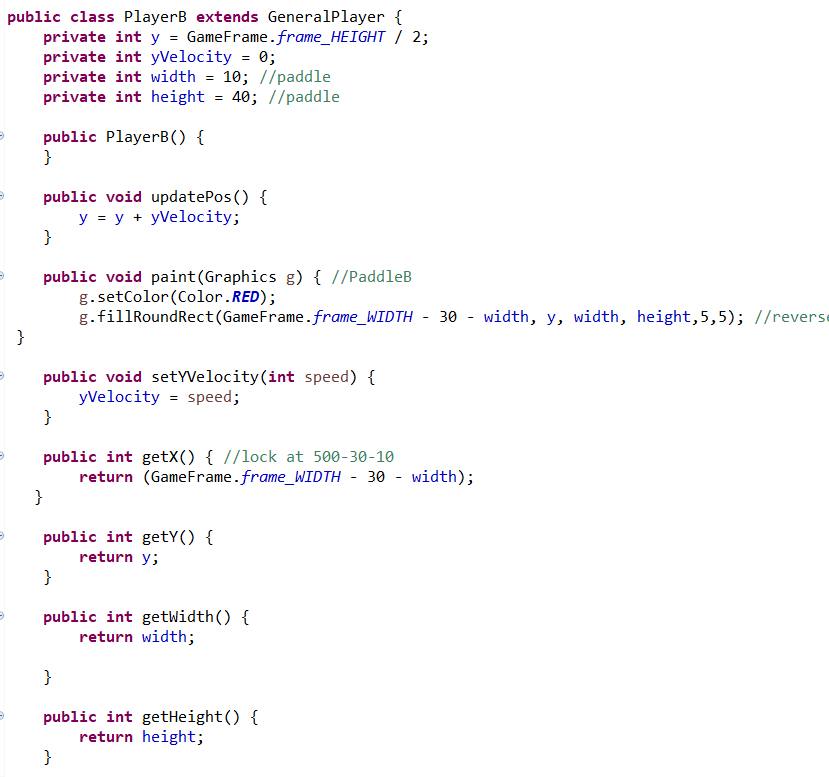 public class PlayerB extends GeneralPlayer {
    private int y = GameFrame.frame_HEIGHT / 2;
    private int yVelocity = 0;
    private int width = 10; //paddle
    private int height = 40; //paddle

    public PlayerB() {
    }

    public void updatePos() {
        y = y + yVelocity;
    }

    public void paint(Graphics g) { //PaddleB
        g.setColor(Color.RED);
        g.fillRoundRect(GameFrame.frame_WIDTH - 30 - width, y, width, height,5,5); //reverse
 }

    public void setYVelocity(int speed) {
        yVelocity = speed;
    }

    public int getX() { //lock at 500-30-10
        return (GameFrame.frame_WIDTH - 30 - width);
   }

    public int getY() {
        return y;
    }

    public int getWidth() {
        return width;

    }

    public int getHeight() {
        return height;
    }